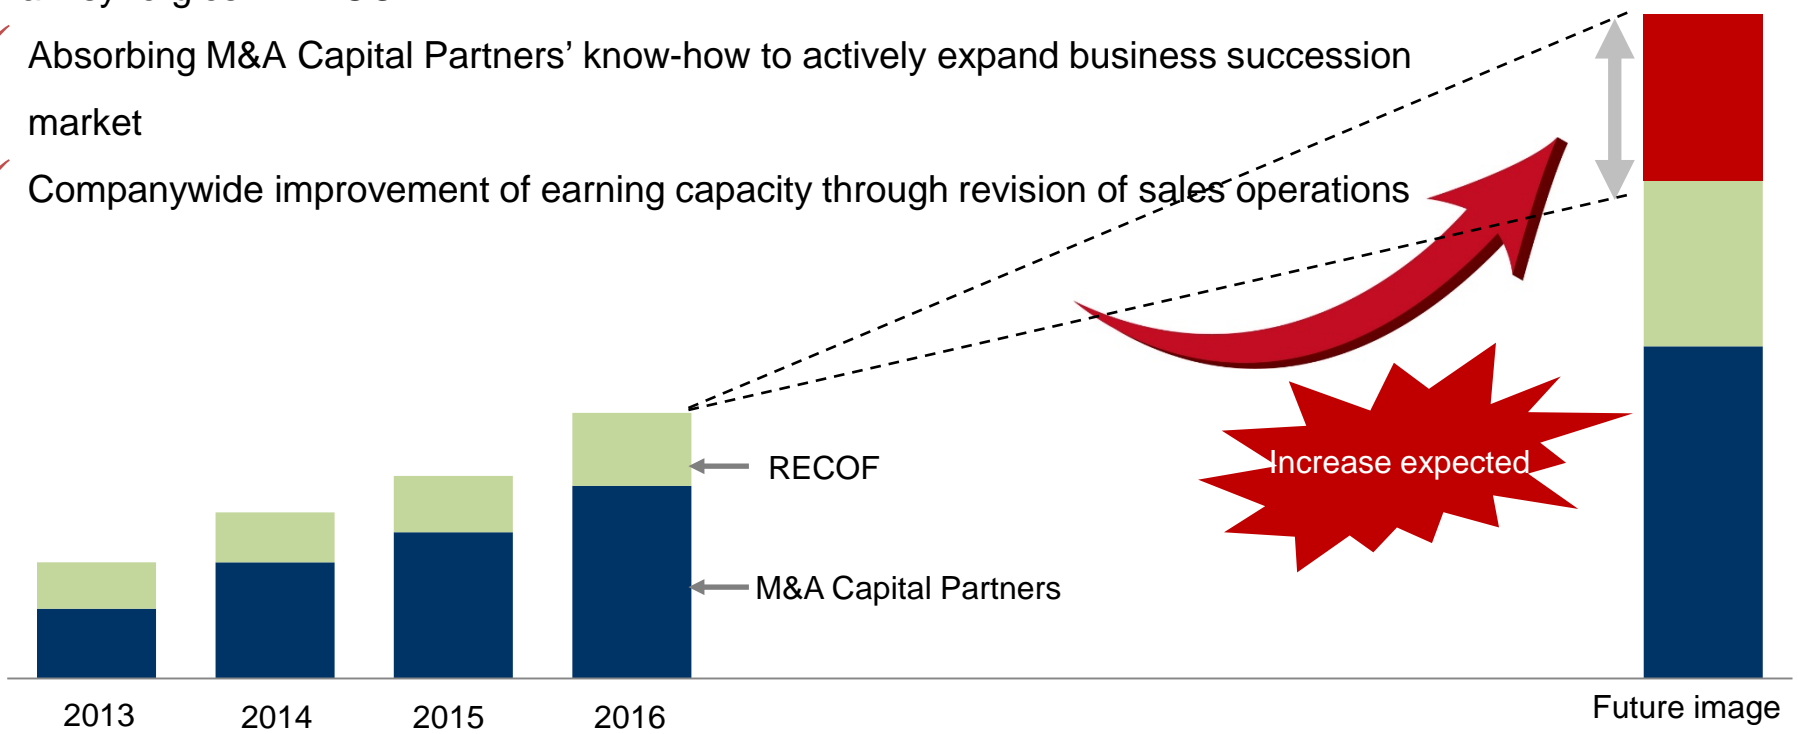 Absorbing M&A Capital Partners’ know-how to actively expand business succession
market
Companywide improvement of earning capacity through revision of sales operations
RECOF
Increase expected
M&A Capital Partners
2013
2014
2015
2016
Future image